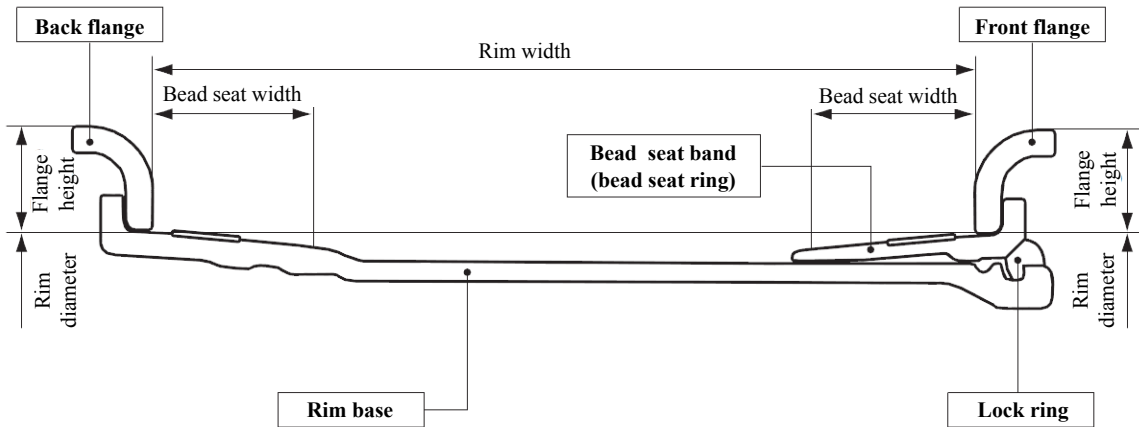 Back flange
Front flange
Rim width
Bead seat width
Bead seat width
Bead seat band
(bead seat ring)
Flange
height
Flange
height
Rim
diameter
Rim
diameter
Rim base
Lock ring